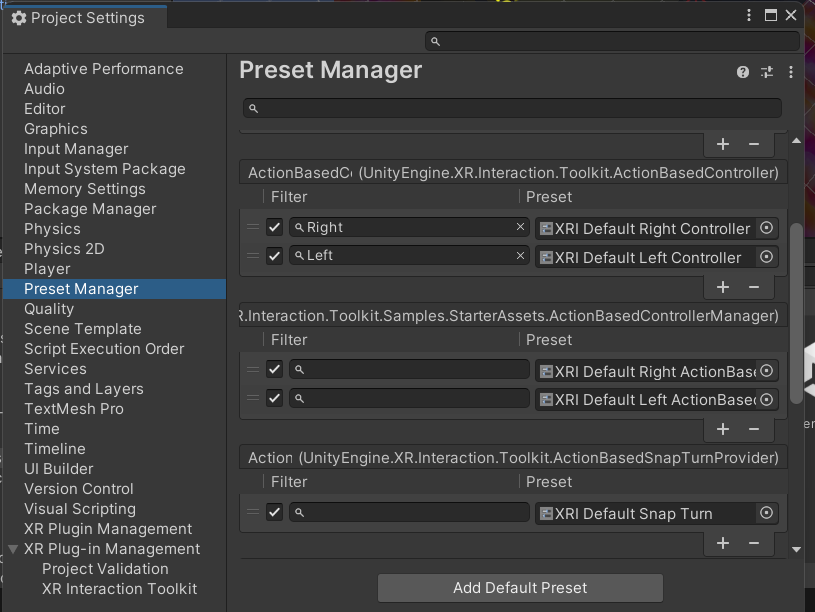 Project Settings
Adaptive Performance
Audio
Editor
Graphics
Input Manager
Input System Package
Memory Settings
Package Manager
Physics
Physics 2D
Player
Preset Manager
Quality
Scene Template
Script Execution Order
Services
Tags and Layers
TextMesh Pro
Time
Timeline
UI Builder
Version Control
Visual Scripting
XR Plugin Management
XR Plug-in Management
Project Validation
XR Interaction Toolkit
Preset Manager
ActionBasedC (UnityEngine.XR.Interaction.Toolkit.ActionBasedController)
Filter Preset
Right XRI Default Right Controller
Left XRI Default Left Controller
R.Interaction.Toolkit.Samples.StarterAssets.ActionBasedControllerManager)
Filter Preset
XRI Default Right ActionBase
XRI Default Left ActionBased
Action (UnityEngine.XR.Interaction.Toolkit.ActionBasedSnapTurnProvider)
Filter Preset
XRI Default Snap Turn
Add Default Preset